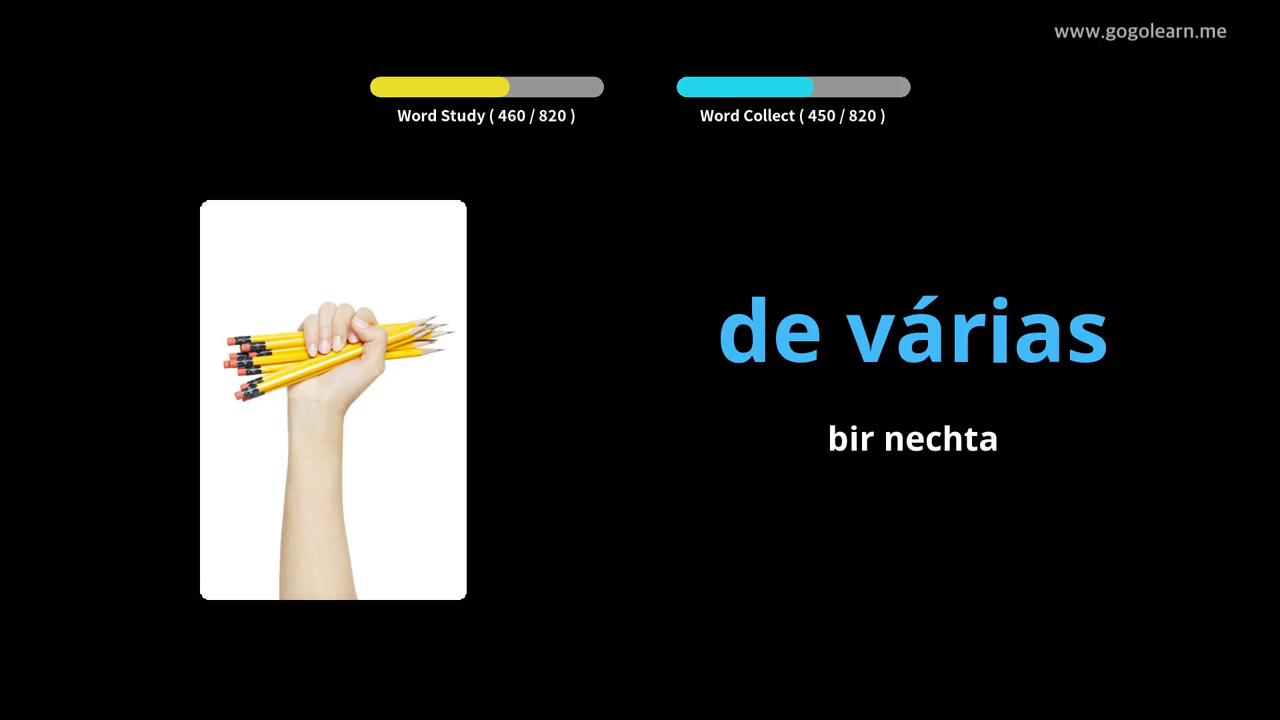 www.gogolearn.me
Word Study ( 460 / 820 )
Word Collect ( 450 / 820 )
de várias
bir nechta